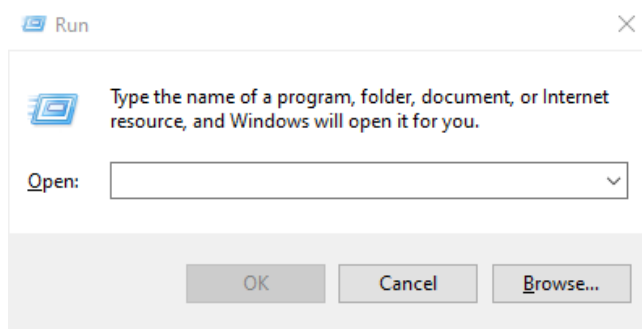 Run
Type the name of a program, folder, document, or Internet
resource, and Windows will open it for you.
Open:
OK Cancel Browse...